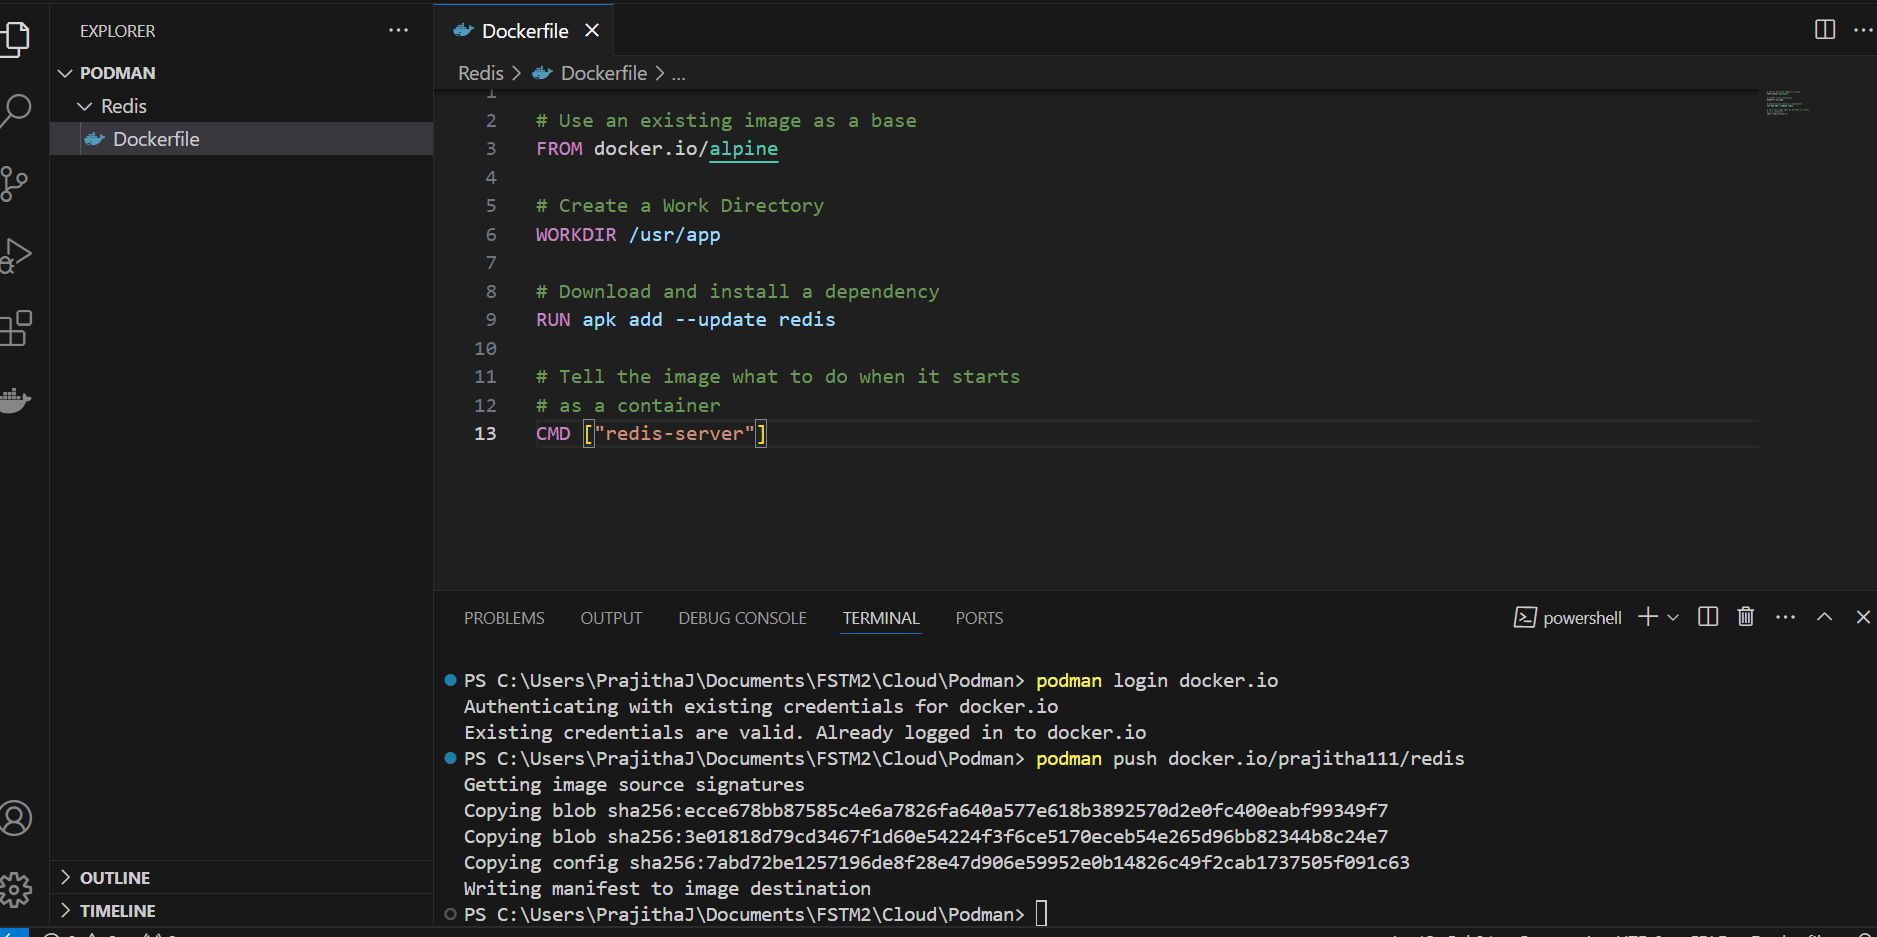 EXPLORER
PODMAN
Redis
Dockerfile
OUTLINE
TIMELINE
Dockerfile
Redis > Dockerfile > ...
1
2 # Use an existing image as a base
3 FROM docker.io/alpine
4
5 # Create a Work Directory
6 WORKDIR /usr/app
7
8 # Download and install a dependency
9 RUN apk add --update redis
10
11 # Tell the image what to do when it starts
12 # as a container
13 CMD ["redis-server"]
PROBLEMS OUTPUT DEBUG CONSOLE TERMINAL PORTS powershell
PS C:\Users\PrajithaJ\Documents\FSTM2\Cloud\Podman> podman login docker.io
Authenticating with existing credentials for docker.io
Existing credentials are valid. Already logged in to docker.io
PS C:\Users\PrajithaJ\Documents\FSTM2\Cloud\Podman> podman push docker.io/prajitha111/redis
Getting image source signatures
Copying blob sha256:ecce678bb87585c4e6a7826fa640a577e618b3892570d2e0fc400eabf99349f7
Copying blob sha256:3e01818d79cd3467f1d60e54224f3f6ce5170eceb54e265d96bb82344b8c24e7
Copying config sha256:7abd72be1257196de8f28e47d906e59952e0b14826c49f2cab1737505f091c63
Writing manifest to image destination
PS C:\Users\PrajithaJ\Documents\FSTM2\Cloud\Podman>